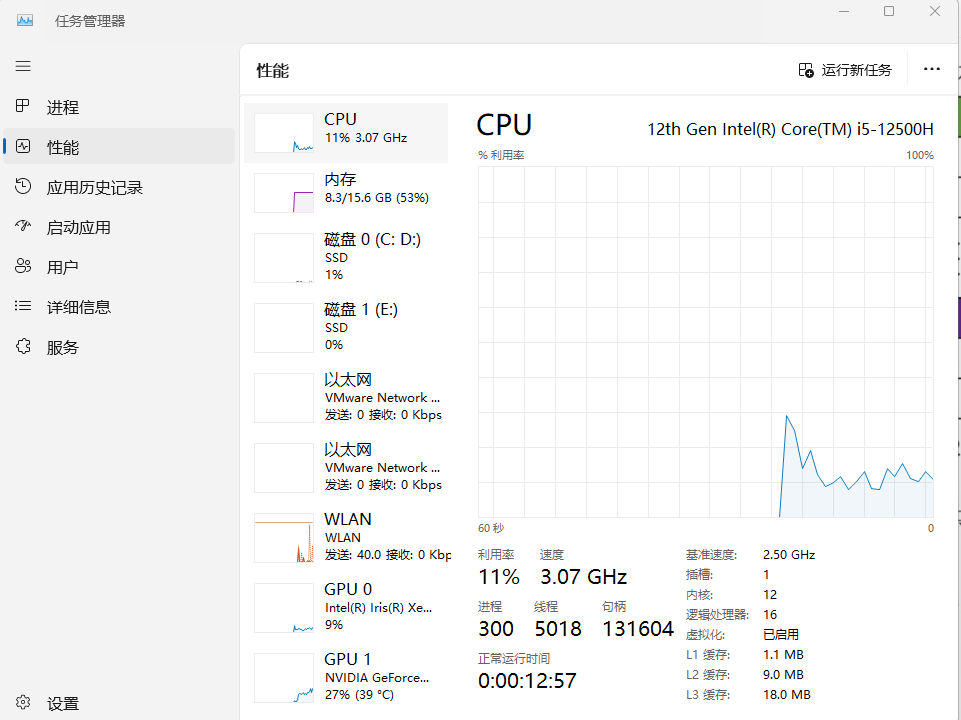 任务管理器
性能
运行新任务
进程
性能
应用历史记录
启动应用
用户
详细信息
服务
设置
CPU
11% 3.07 GHz
内存
8.3/15.6 GB (53%)
磁盘 0 (C: D:)
SSD
1%
磁盘 1 (E:)
SSD
0%
以太网
VMware Network ...
发送: 0 接收: 0 Kbps
以太网
VMware Network ...
发送: 0 接收: 0 Kbps
WLAN
WLAN
发送: 40.0 接收: 0 Kbp
GPU 0
Intel(R) Iris(R) Xe...
9%
GPU 1
NVIDIA GeForce...
27% (39 °C)
CPU
12th Gen Intel(R) Core(TM) i5-12500H
% 利用率
100%
60 秒
0
利用率
速度
11%
3.07 GHz
进程
线程
句柄
300
5018
131604
正常运行时间
0:00:12:57
基准速度: 2.50 GHz
插槽: 1
内核: 12
逻辑处理器: 16
虚拟化: 已启用
L1 缓存: 1.1 MB
L2 缓存: 9.0 MB
L3 缓存: 18.0 MB